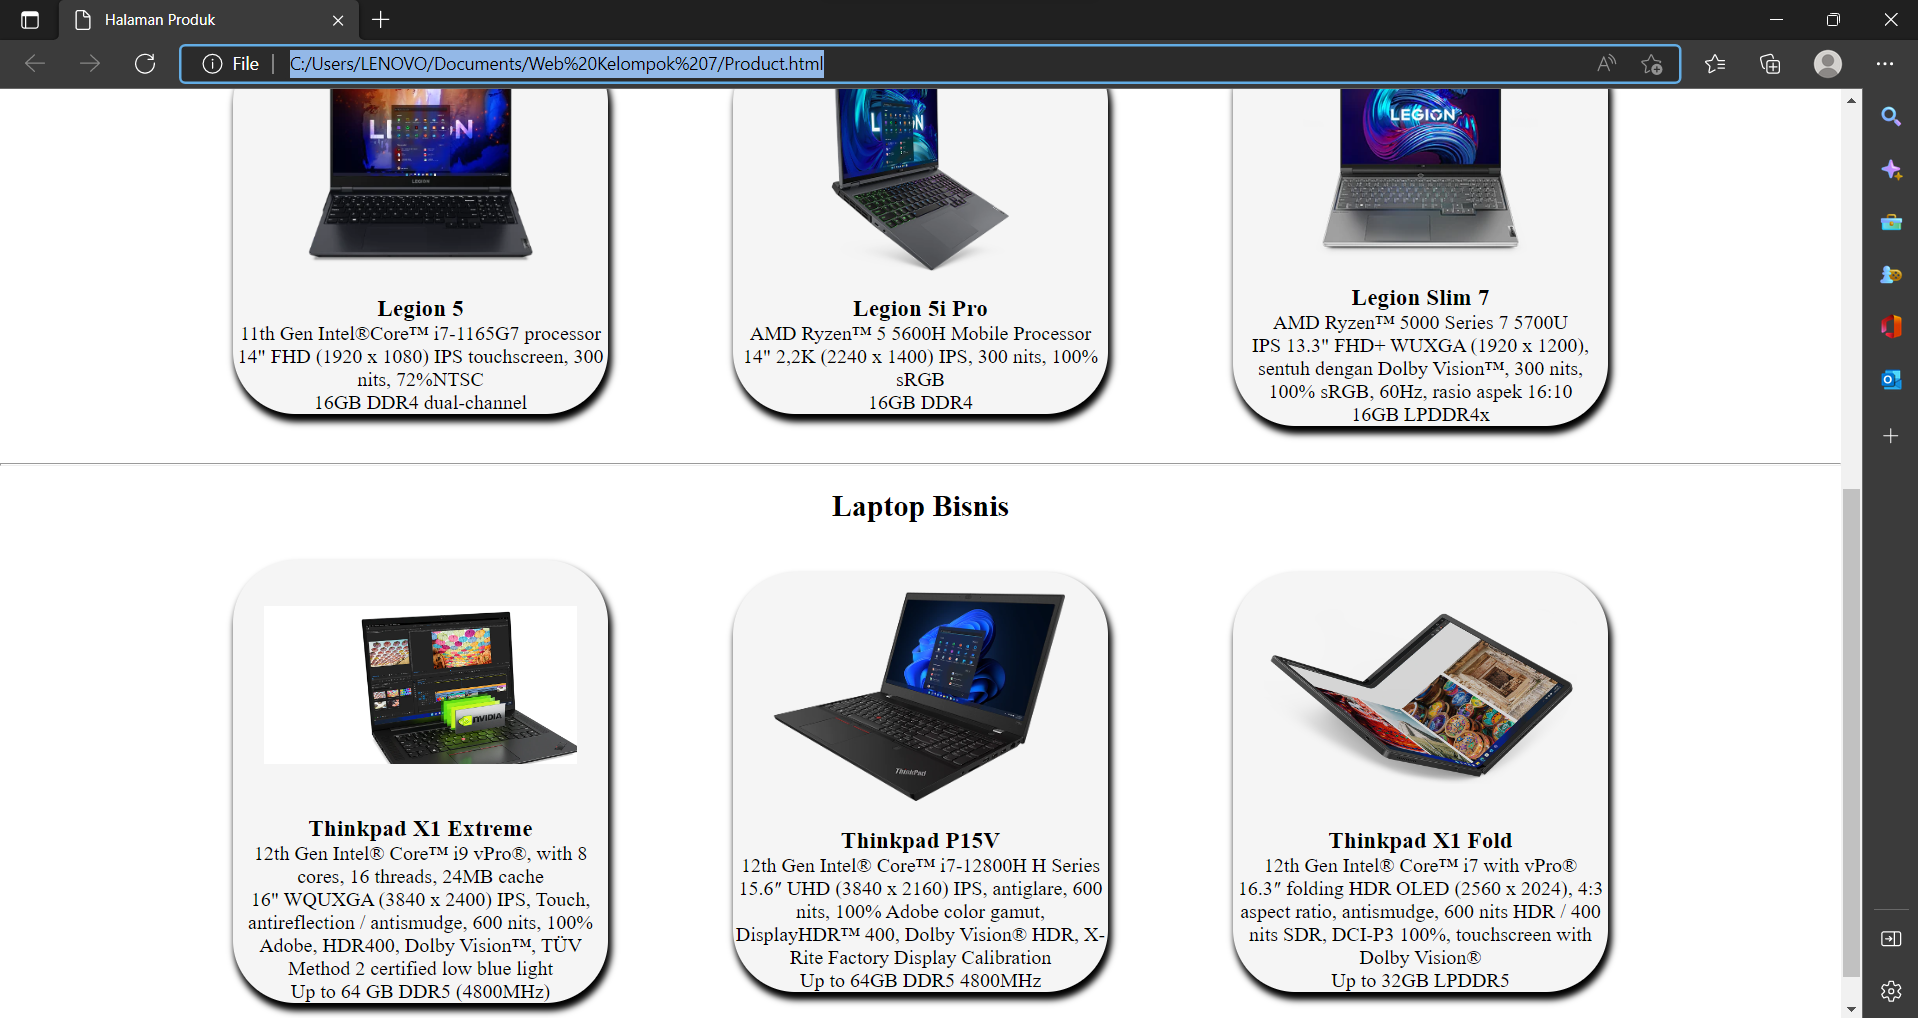 Halaman Produk
File
C:/Users/LENOVO/Documents/Web%20Kelompok%207/Product.html
LEGION
LEGION
LEGION
Legion 5
11th Gen Intel®Core™ i7-1165G7 processor
14" FHD (1920 x 1080) IPS touchscreen, 300
nits, 72%NTSC
16GB DDR4 dual-channel
Legion 5i Pro
AMD Ryzen™ 5 5600H Mobile Processor
14" 2,2K (2240 x 1400) IPS, 300 nits, 100%
sRGB
16GB DDR4
Legion Slim 7
AMD Ryzen™ 5000 Series 7 5700U
IPS 13.3" FHD+ WUXGA (1920 x 1200),
sentuh dengan Dolby Vision™, 300 nits,
100% sRGB, 60Hz, rasio aspek 16:10
16GB LPDDR4x
Laptop Bisnis
NVIDIA
Thinkpad X1 Extreme
12th Gen Intel® Core™ i9 vPro®, with 8
cores, 16 threads, 24MB cache
16" WQUXGA (3840 x 2400) IPS, Touch,
antireflection / antismudge, 600 nits, 100%
Adobe, HDR400, Dolby Vision™, TÜV
Method 2 certified low blue light
Up to 64 GB DDR5 (4800MHz)
ThinkPad
Thinkpad P15V
12th Gen Intel® Core™ i7-12800H H Series
15.6″ UHD (3840 x 2160) IPS, antiglare, 600
nits, 100% Adobe color gamut,
DisplayHDR™ 400, Dolby Vision® HDR, X-
Rite Factory Display Calibration
Up to 64GB DDR5 4800MHz
Thinkpad X1 Fold
12th Gen Intel® Core™ i7 with vPro®
16.3″ folding HDR OLED (2560 x 2024), 4:3
aspect ratio, antismudge, 600 nits HDR / 400
nits SDR, DCI-P3 100%, touchscreen with
Dolby Vision®
Up to 32GB LPDDR5